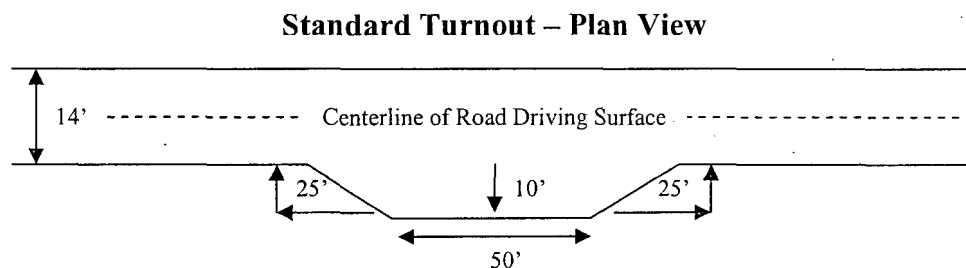 Standard Turnout – Plan View
14’
Centerline of Road Driving Surface
25’
10’
25’
50’